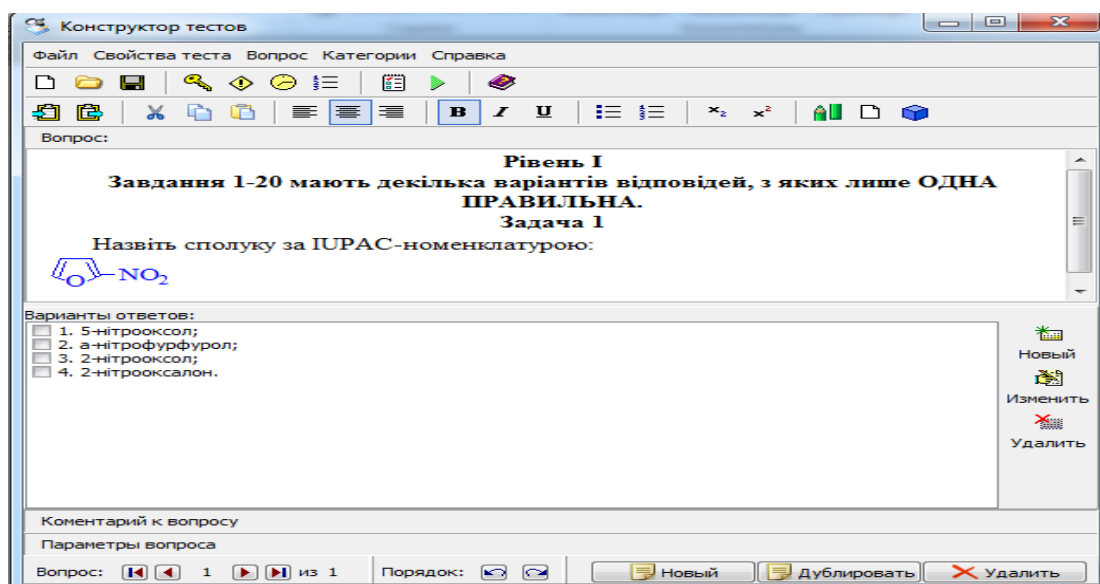 Конструктор тестов
Файл Свойства теста Вопрос Категории Справка
B I U x₂ x²
Вопрос:
Рівень I
Завдання 1-20 мають декілька варіантів відповідей, з яких лише ОДНА
ПРАВИЛЬНА.
Задача 1
Назвіть сполуку за IUPAC-номенклатурою:
O NO₂
Варианты ответов:
1. 5-нітрооксол;
2. а-нітрофурфурол;
3. 2-нітрооксол;
4. 2-нітрооксалон.
Новый
Изменить
Удалить
Коментарий к вопросу
Параметры вопроса
Вопрос: 1 из 1 Порядок: Новый Дублировать Удалить